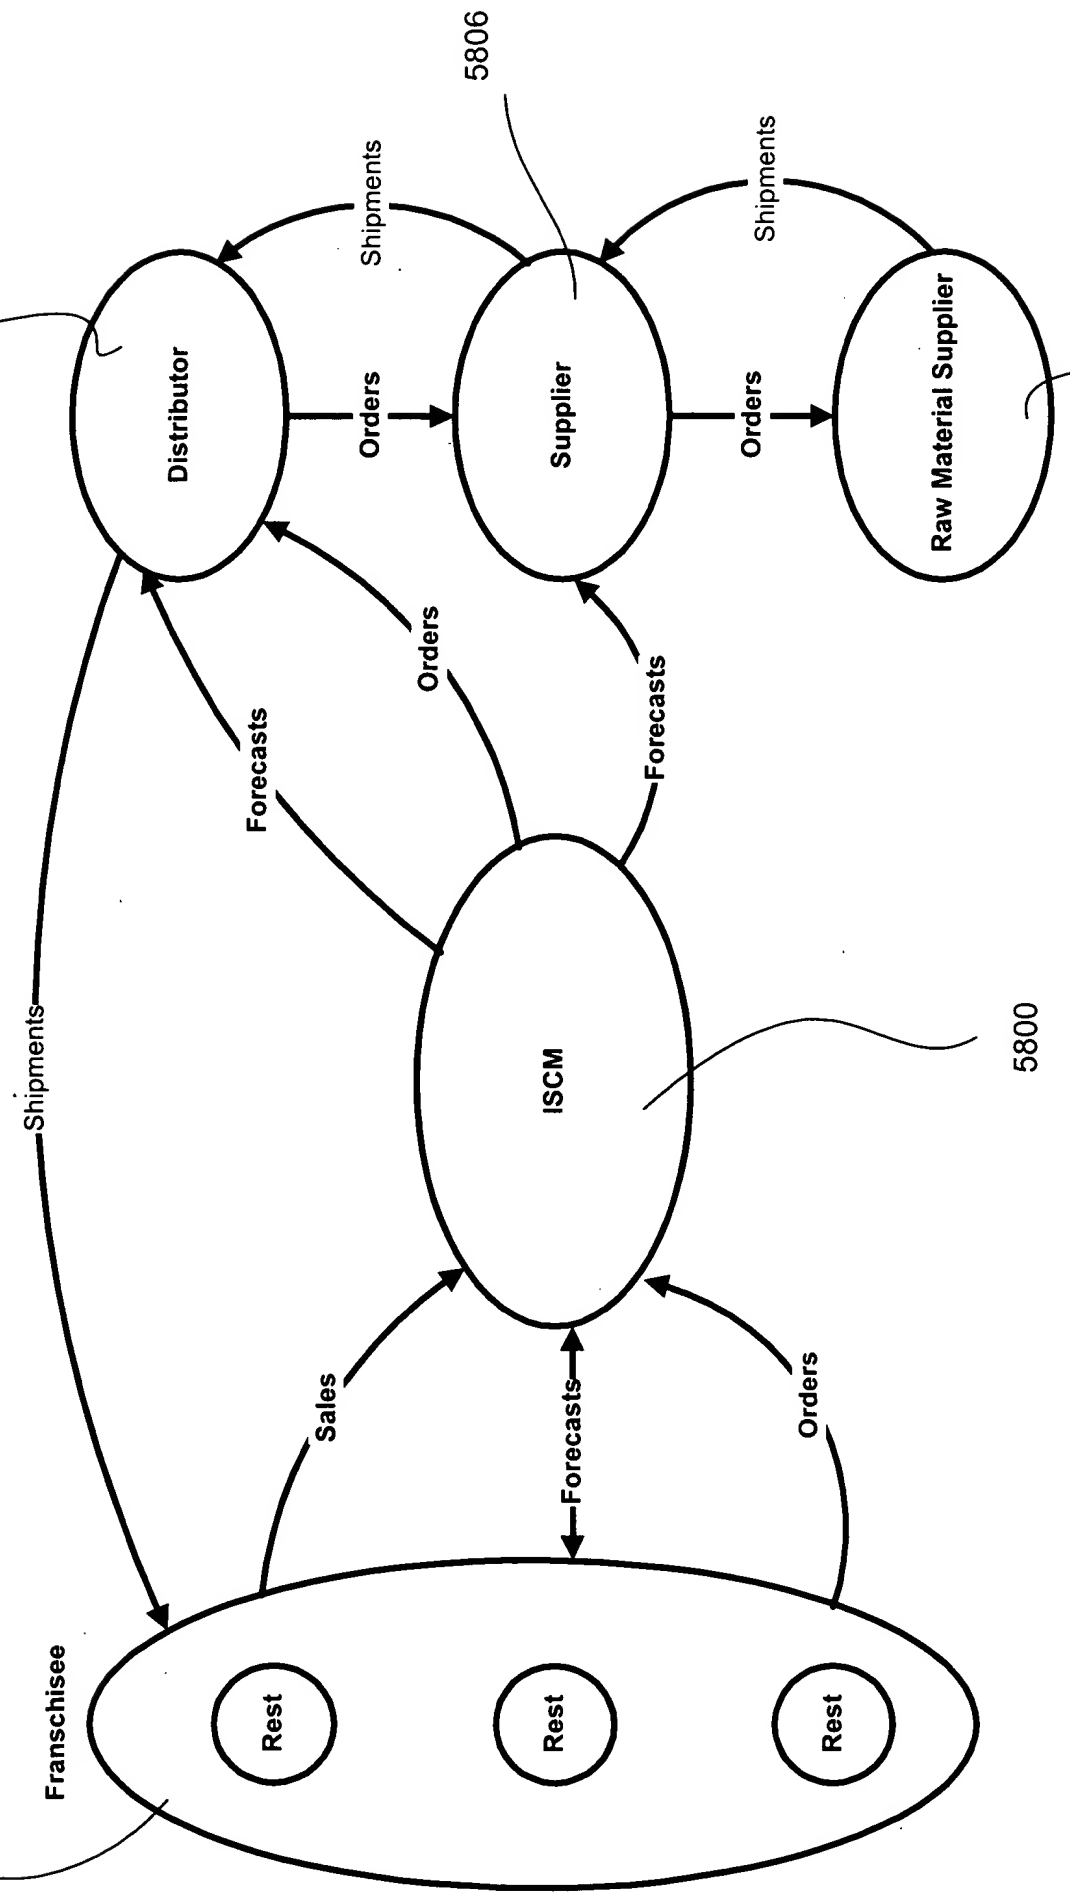 Franschisee
Rest
Rest
Rest
Shipments
Sales
Forecasts
Orders
ISCM
5800
Forecasts
Orders
Forecasts
Distributor
Orders
Shipments
Supplier
5806
Orders
Shipments
Raw Material Supplier